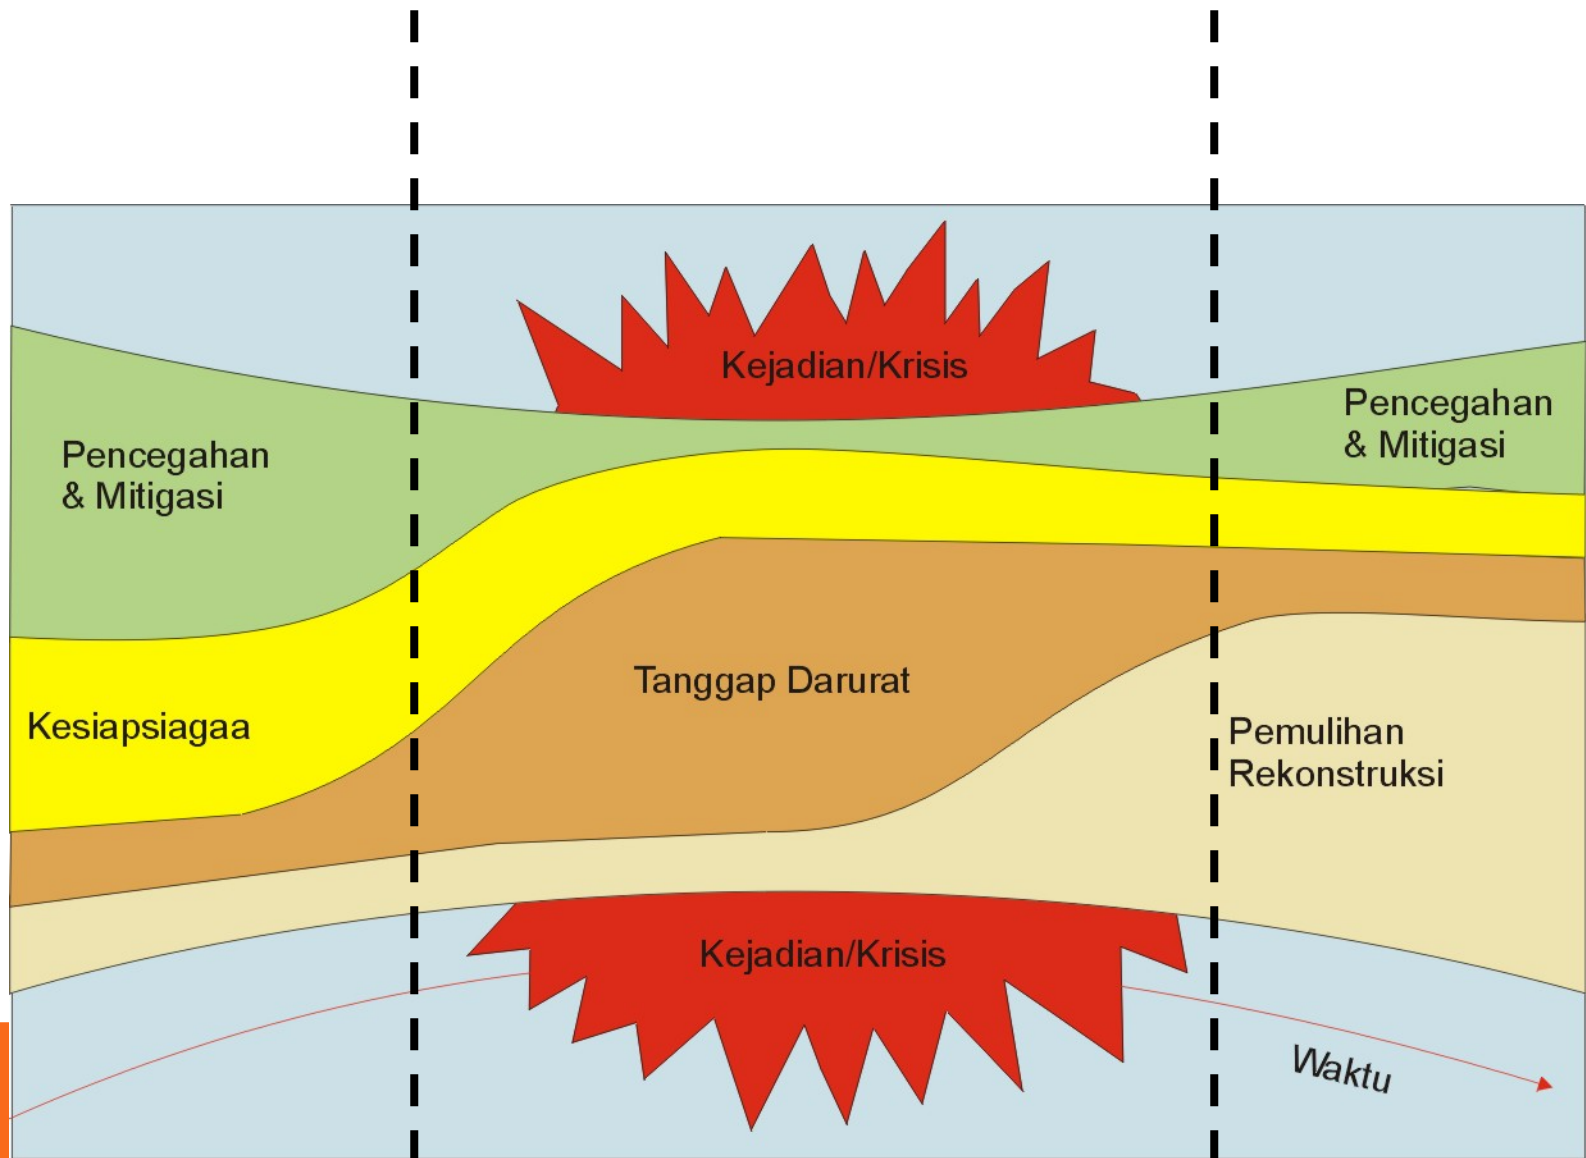 Kejadian/Krisis
Pencegahan
& Mitigasi
Pencegahan
& Mitigasi
Tanggap Darurat
Kesiapsiagaa
Pemulihan
Rekonstruksi
Kejadian/Krisis
Waktu